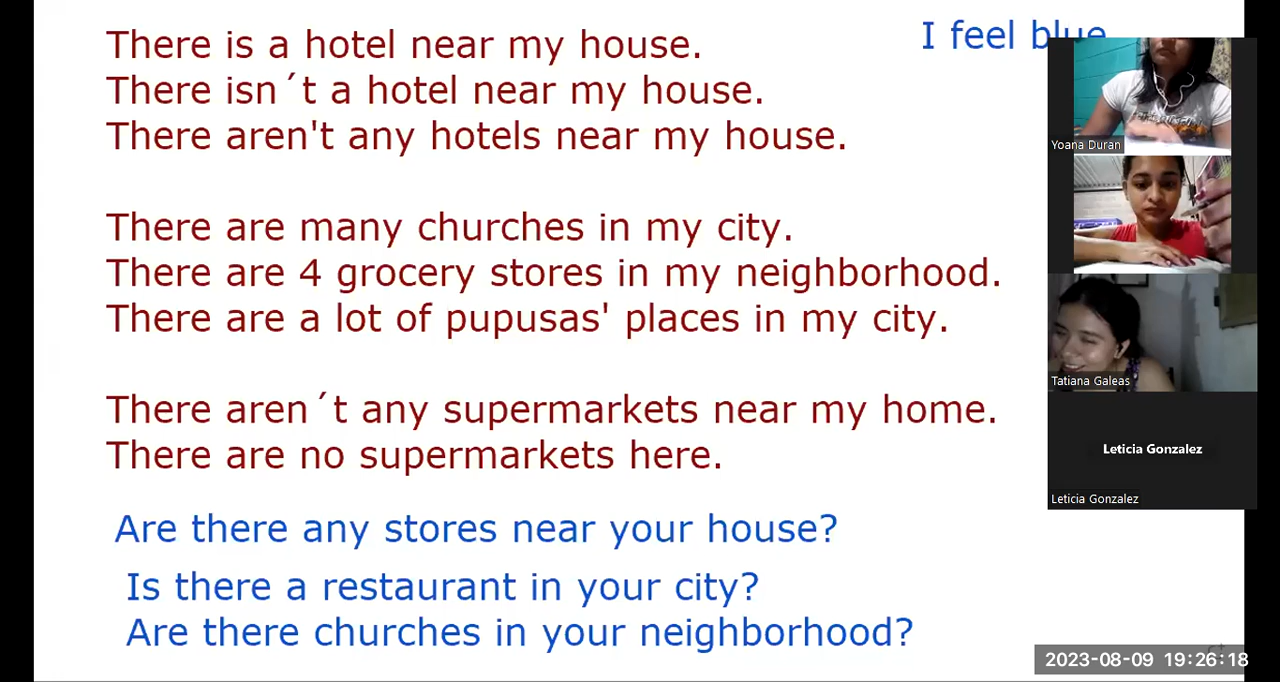 There is a hotel near my house.
There isn´t a hotel near my house.
There aren't any hotels near my house.
There are many churches in my city.
There are 4 grocery stores in my neighborhood.
There are a lot of pupusas' places in my city.
There aren´t any supermarkets near my home.
There are no supermarkets here.
Are there any stores near your house?
Is there a restaurant in your city?
Are there churches in your neighborhood?
I feel blue
Yoana Duran
Tatiana Galeas
Leticia Gonzalez
Leticia Gonzalez
2023-08-09 19:26:18